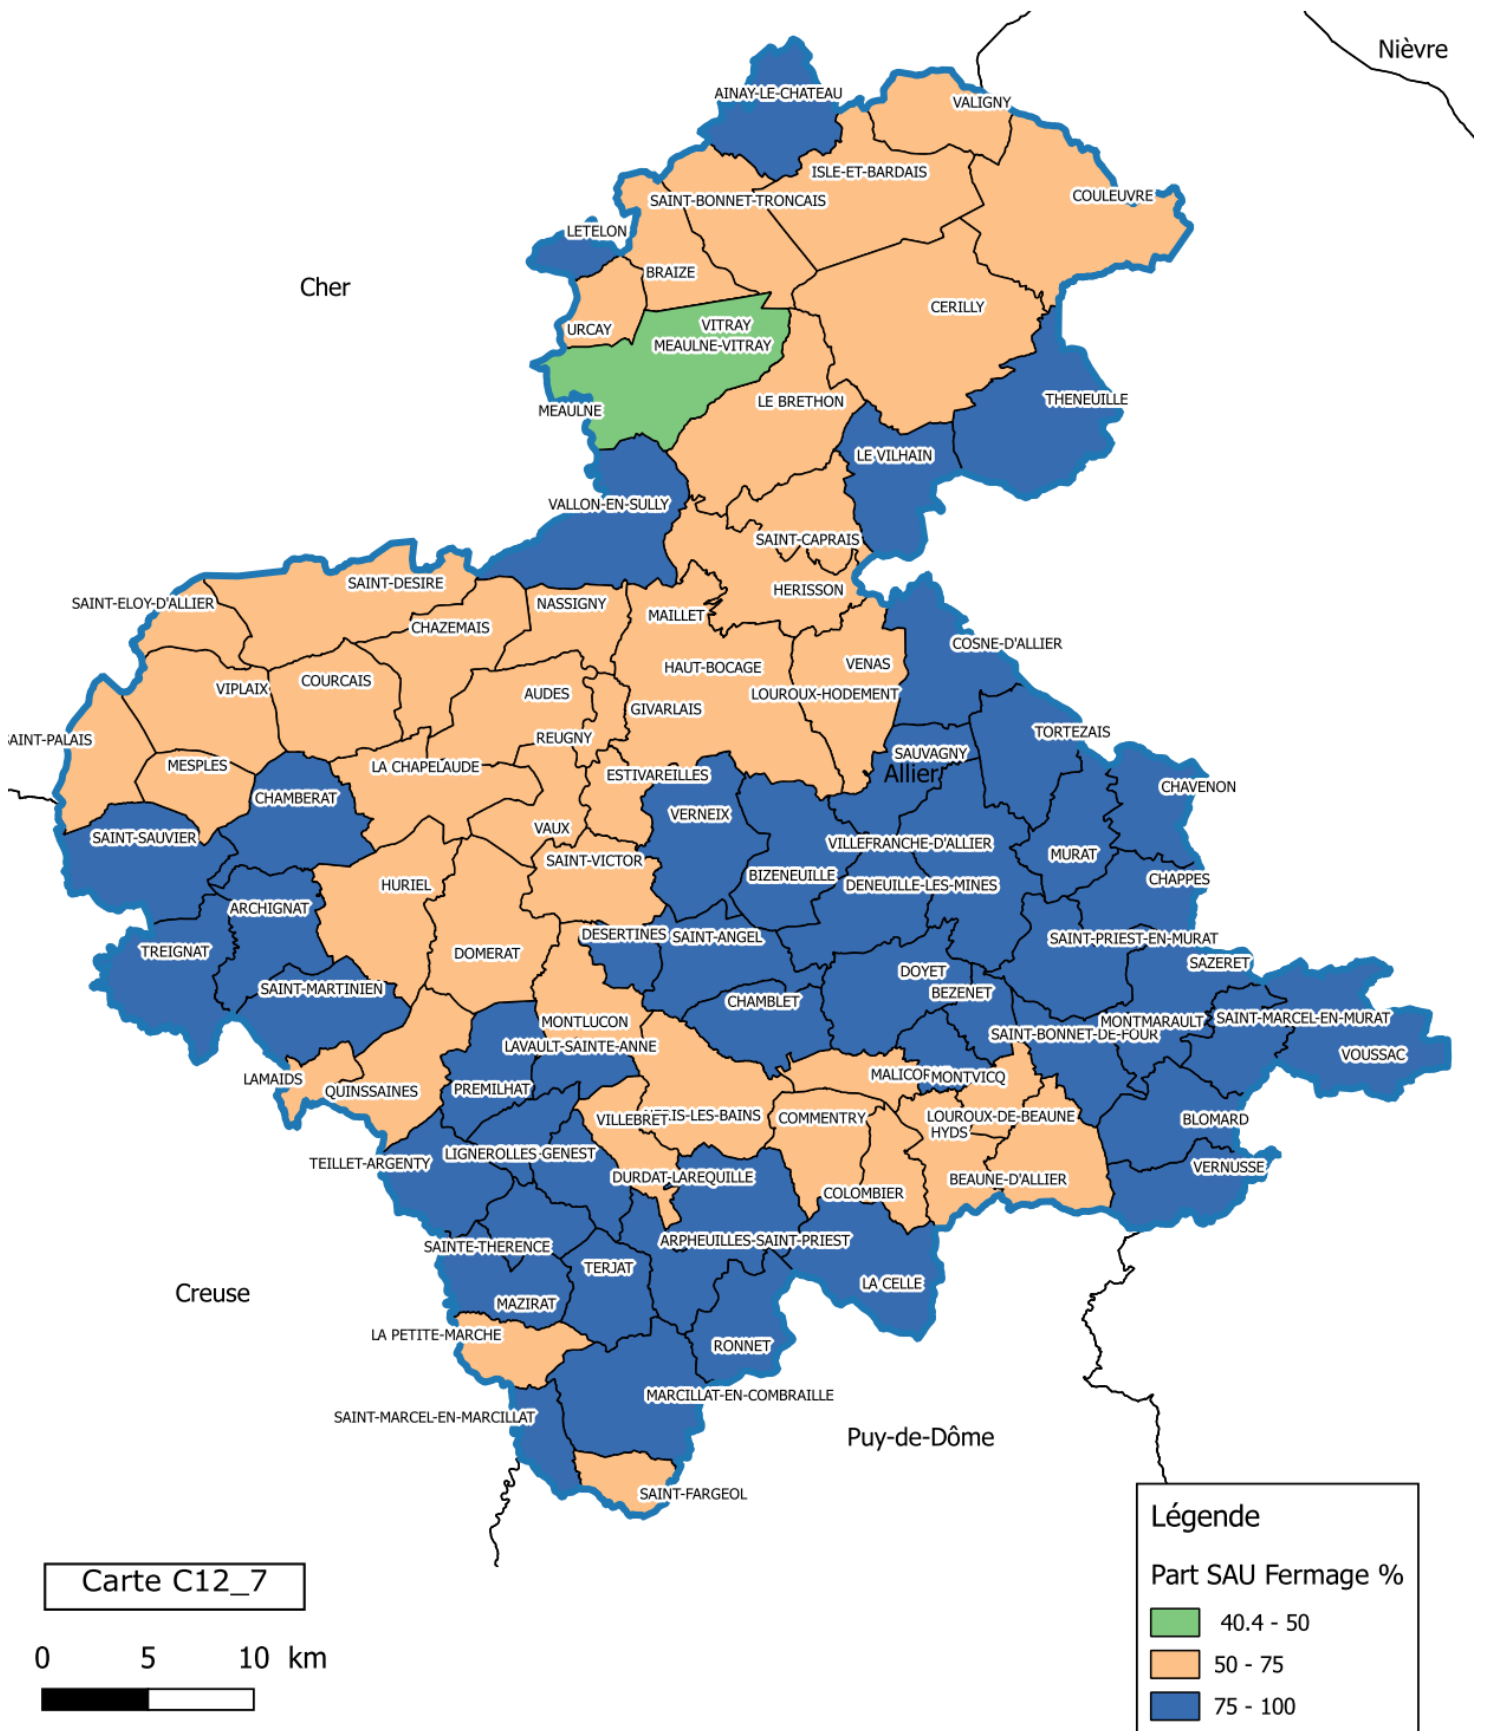 Nièvre
AINAY-LE-CHATEAU
VALIGNY
ISLE-ET-BARDAIS
COULEUVRE
SAINT-BONNET-TRONCAIS
LETELON
BRAIZE
Cher
CERILLY
URCAY
VITRAY
MEAULNE-VITRAY
LE BRETHON
THENEUILLE
MEAULNE
LE VILHAIN
VALLON-EN-SULLY
SAINT-CAPRAIS
SAINT-DESIRE
HERISSON
SAINT-ELOY-D'ALLIER
NASSIGNY
MAILLET
CHAZEMAIS
COSNE-D'ALLIER
HAUT-BOCAGE
VENAS
COURCAIS
VIPLAIX
AUDES
LOUROUX-HODEMENT
GIVARLAIS
TORTEZAIS
AINT-PALAIS
REUGNY
SAUVAGNY
MESPLES
LA CHAPELAUDE
ESTIVAREILLES
Allier
CHAVENON
CHAMBERAT
VERNEIX
SAINT-SAUVIER
VAUX
VILLEFRANCHE-D'ALLIER
MURAT
SAINT-VICTOR
BIZENEUILLE
HURIEL
DENEUILLE-LES-MINES
CHAPPES
ARCHIGNAT
DESERTINES
SAINT-ANGEL
SAINT-PRIEST-EN-MURAT
TREIGNAT
DOMERAT
SAZERET
DOYET
SAINT-MARTINIEN
BEZENET
CHAMBLET
MONTLUCON
MONTMARAULT
SAINT-MARCEL-EN-MURAT
SAINT-BONNET-DE-FOUR
LAVAULT-SAINTE-ANNE
VOUSSAC
LAMAIDS
MALICOR
MONTVICQ
QUINSSAINES
PREMILHAT
VILLEBRET
RIS-LES-BAINS
COMMENTRY
LOUROUX-DE-BEAUNE
BLOMARD
HYDS
LIGNEROLLES
GENEST
TEILLET-ARGENTY
VERNUSSE
DURDAT-LAREQUILLE
BEAUNE-D'ALLIER
COLOMBIER
ARPHEUILLES-SAINT-PRIEST
SAINTE-THERENCE
TERJAT
LA CELLE
Creuse
MAZIRAT
LA PETITE-MARCHE
RONNET
MARCILLAT-EN-COMBRAILLE
SAINT-MARCEL-EN-MARCILLAT
Puy-de-Dôme
SAINT-FARGEOL
Légende
Part SAU Fermage %
40.4 - 50
50 - 75
75 - 100
Carte C12_7
0 5 10 km